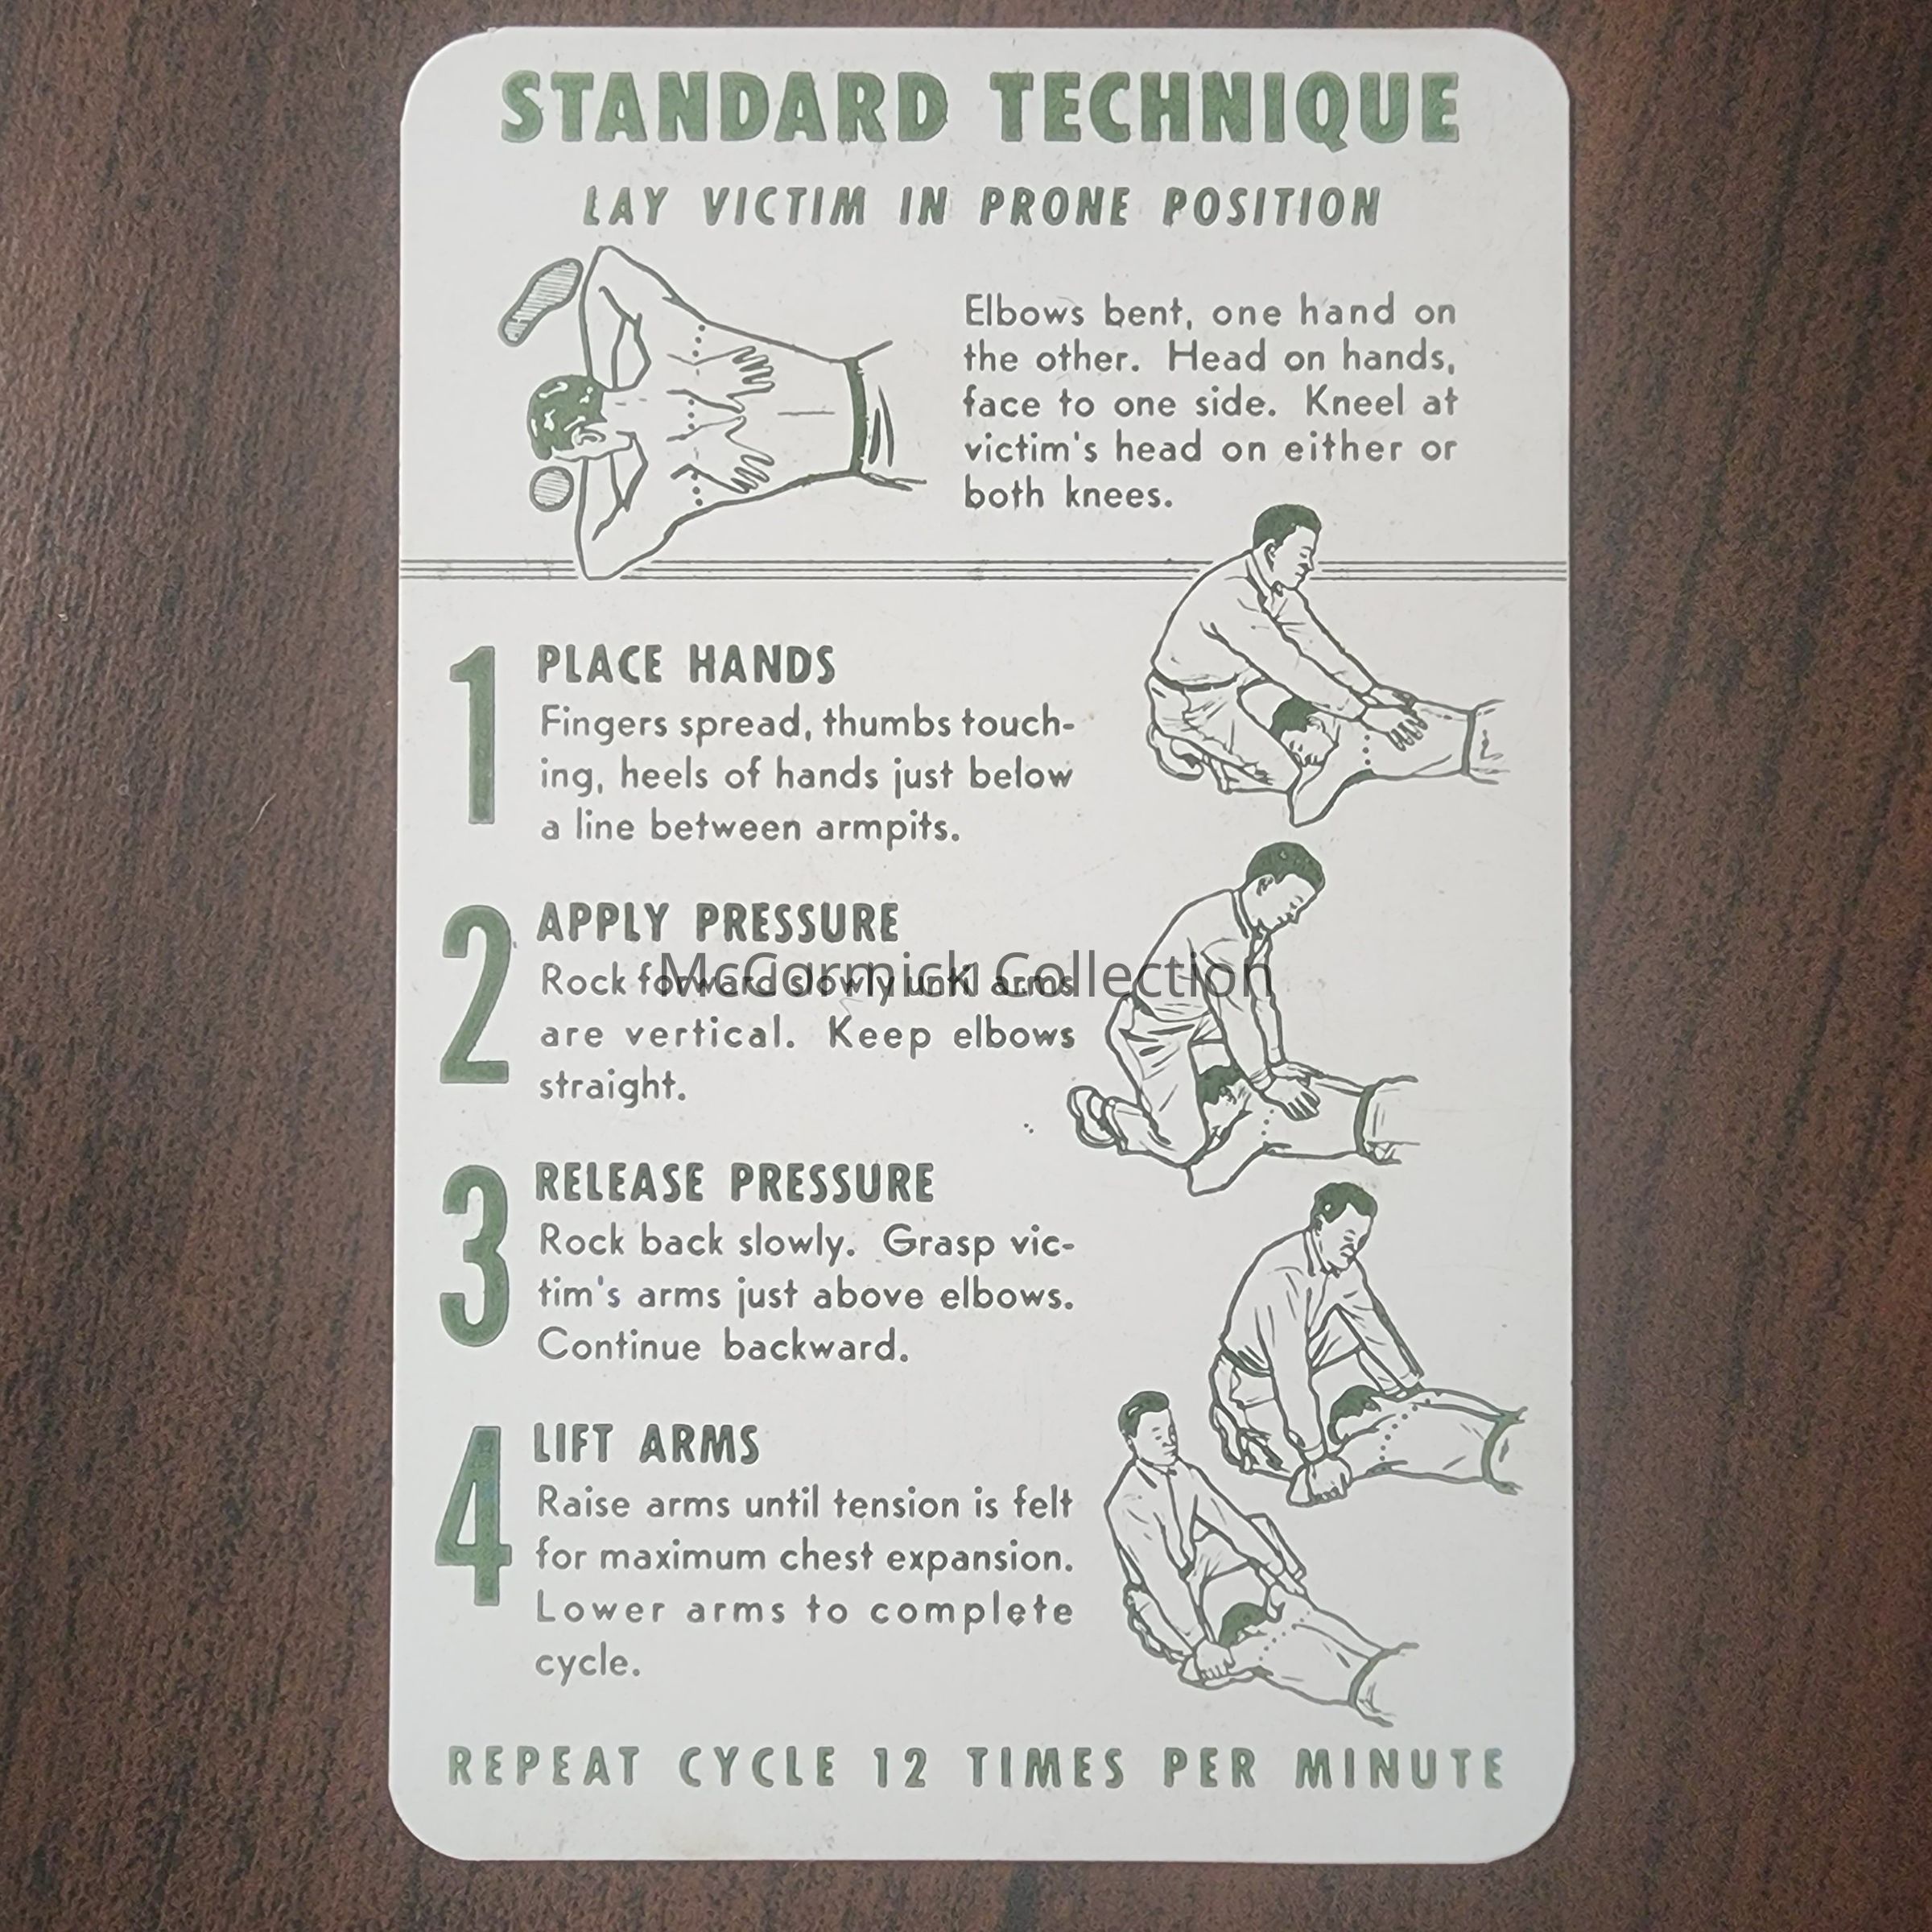 STANDARD TECHNIQUE
LAY VICTIM IN PRONE POSITION
Elbows bent, one hand on
the other. Head on hands,
face to one side. Kneel at
victim's head on either or
both knees.
1 PLACE HANDS
Fingers spread, thumbs touch-
ing, heels of hands just below
a line between armpits.
2 APPLY PRESSURE
Rock forward slowly until arms
are vertical. Keep elbows
straight.
McCormick Collection
3 RELEASE PRESSURE
Rock back slowly. Grasp vic-
tim's arms just above elbows.
Continue backward.
4 LIFT ARMS
Raise arms until tension is felt
for maximum chest expansion.
Lower arms to complete
cycle.
REPEAT CYCLE 12 TIMES PER MINUTE